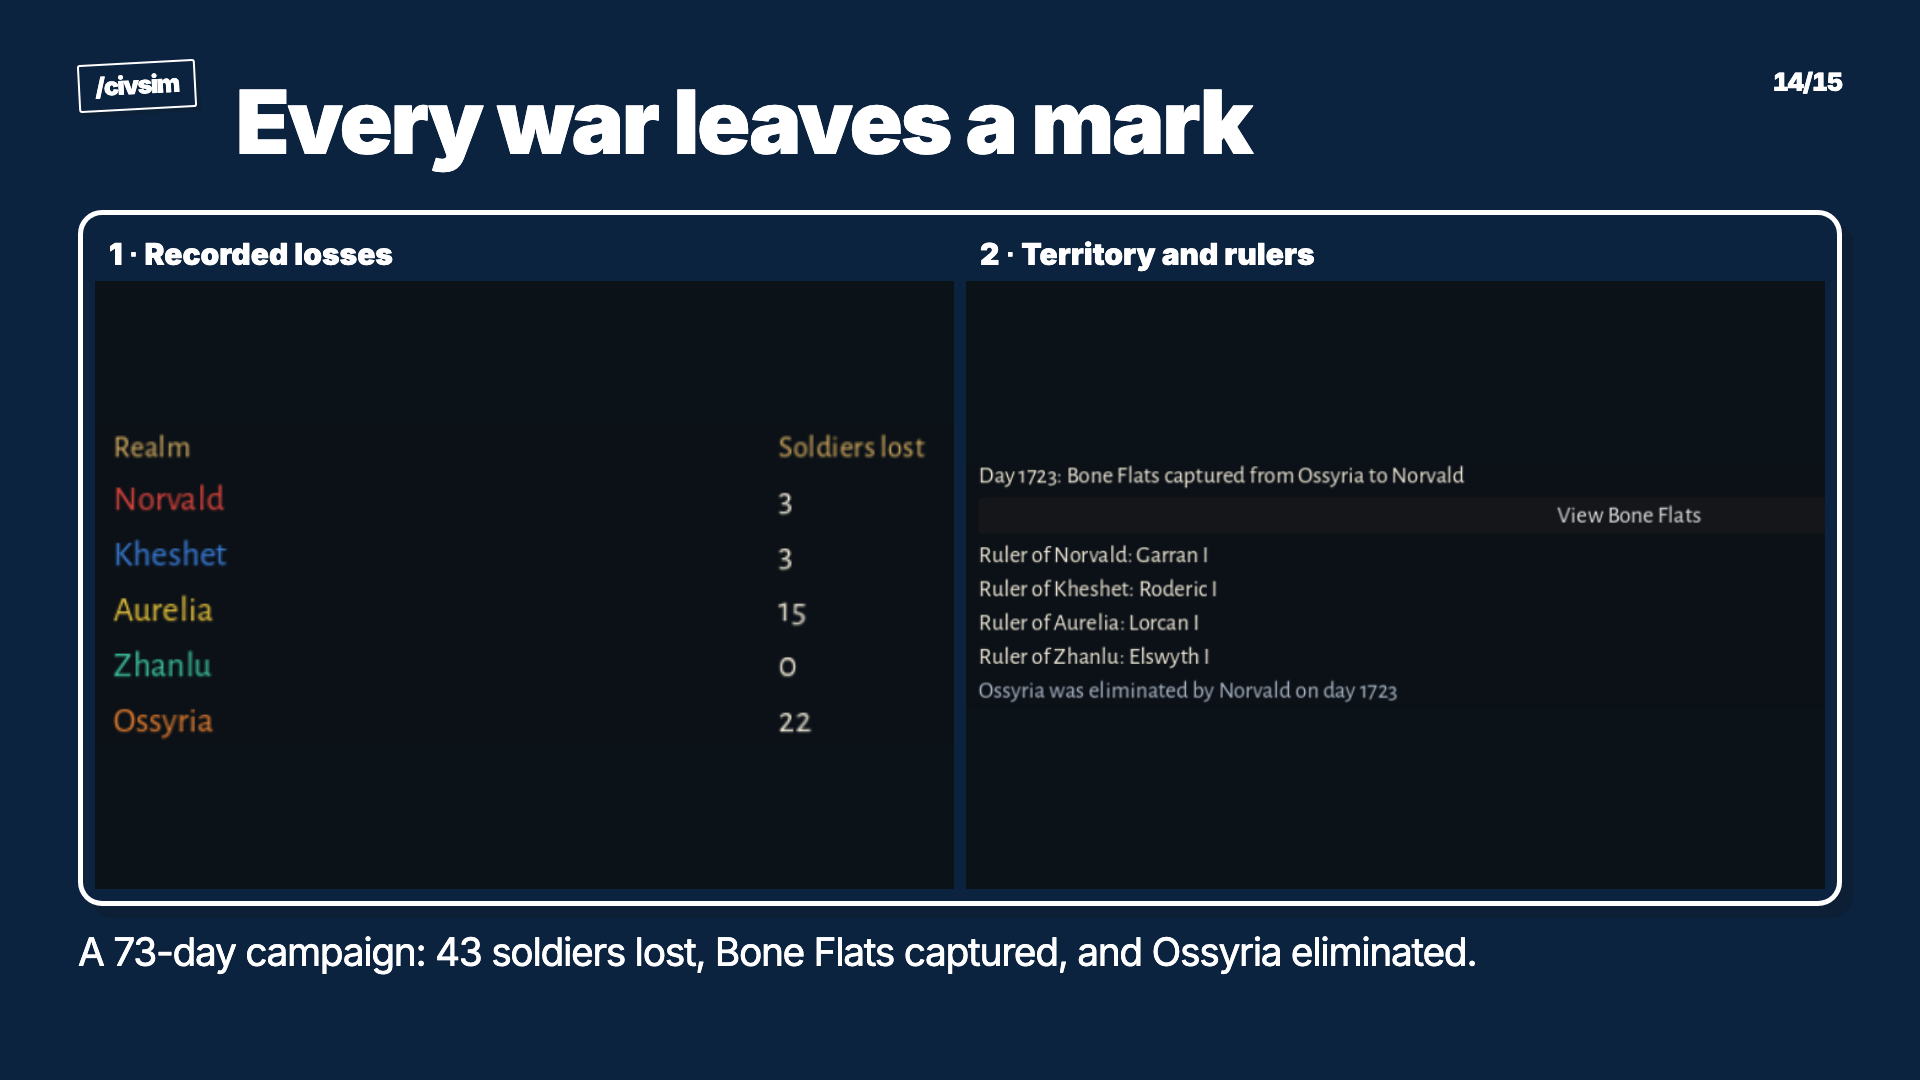 /civsim
Every war leaves a mark
14/15
1 · Recorded losses
Realm Soldiers lost
Norvald 3
Kheshet 3
Aurelia 15
Zhanlu 0
Ossyria 22
2 · Territory and rulers
Day 1723: Bone Flats captured from Ossyria to Norvald
View Bone Flats
Ruler of Norvald: Garran I
Ruler of Kheshet: Roderic I
Ruler of Aurelia: Lorcan I
Ruler of Zhanlu: Elswyth I
Ossyria was eliminated by Norvald on day 1723
A 73-day campaign: 43 soldiers lost, Bone Flats captured, and Ossyria eliminated.